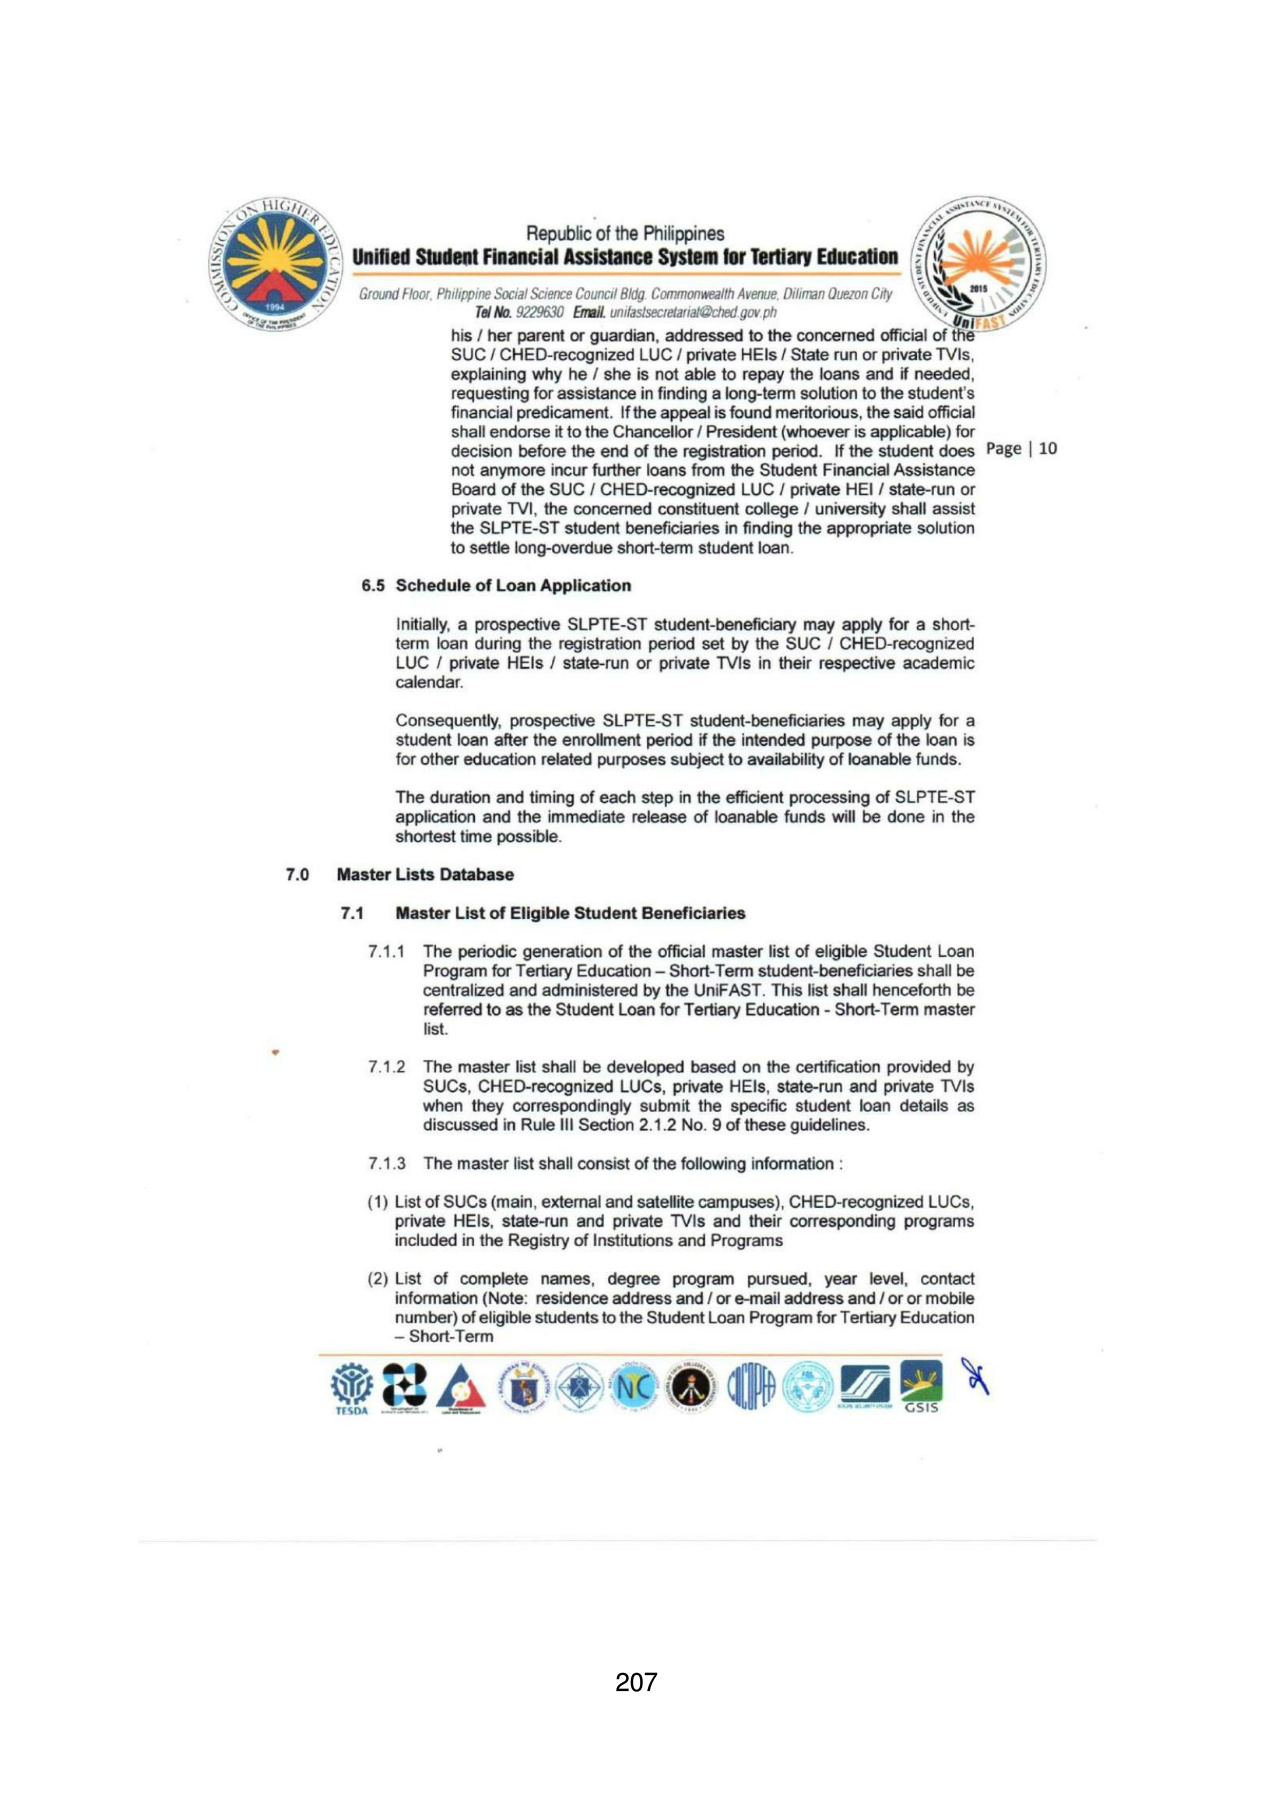 COMMISSION ON HIGHER EDUCATION
1994
OFFICE OF THE PRESIDENT
OF THE PHILIPPINES
Republic of the Philippines
Unified Student Financial Assistance System for Tertiary Education
Ground Floor, Philippine Social Science Council Bldg. Commonwealth Avenue, Diliman Quezon City
Tel No. 9229630 Email. unifastsecretariat@ched.gov.ph
UNIFIED STUDENT FINANCIAL ASSISTANCE SYSTEM FOR TERTIARY EDUCATION
2015
UniFAST
his / her parent or guardian, addressed to the concerned official of the
SUC / CHED-recognized LUC / private HEIs / State run or private TVIs,
explaining why he / she is not able to repay the loans and if needed,
requesting for assistance in finding a long-term solution to the student's
financial predicament. If the appeal is found meritorious, the said official
shall endorse it to the Chancellor / President (whoever is applicable) for
decision before the end of the registration period. If the student does
Page | 10
not anymore incur further loans from the Student Financial Assistance
Board of the SUC / CHED-recognized LUC / private HEI / state-run or
private TVI, the concerned constituent college / university shall assist
the SLPTE-ST student beneficiaries in finding the appropriate solution
to settle long-overdue short-term student loan.
6.5 Schedule of Loan Application
Initially, a prospective SLPTE-ST student-beneficiary may apply for a short-
term loan during the registration period set by the SUC / CHED-recognized
LUC / private HEIs / state-run or private TVIs in their respective academic
calendar.
Consequently, prospective SLPTE-ST student-beneficiaries may apply for a
student loan after the enrollment period if the intended purpose of the loan is
for other education related purposes subject to availability of loanable funds.
The duration and timing of each step in the efficient processing of SLPTE-ST
application and the immediate release of loanable funds will be done in the
shortest time possible.
7.0 Master Lists Database
7.1 Master List of Eligible Student Beneficiaries
7.1.1 The periodic generation of the official master list of eligible Student Loan
Program for Tertiary Education – Short-Term student-beneficiaries shall be
centralized and administered by the UniFAST. This list shall henceforth be
referred to as the Student Loan for Tertiary Education - Short-Term master
list.
7.1.2 The master list shall be developed based on the certification provided by
SUCs, CHED-recognized LUCs, private HEIs, state-run and private TVIs
when they correspondingly submit the specific student loan details as
discussed in Rule III Section 2.1.2 No. 9 of these guidelines.
7.1.3 The master list shall consist of the following information :
(1) List of SUCs (main, external and satellite campuses), CHED-recognized LUCs,
private HEIs, state-run and private TVIs and their corresponding programs
included in the Registry of Institutions and Programs
(2) List of complete names, degree program pursued, year level, contact
information (Note: residence address and / or e-mail address and / or or mobile
number) of eligible students to the Student Loan Program for Tertiary Education
– Short-Term
TESDA
NC
COCOPEA
GSIS
207